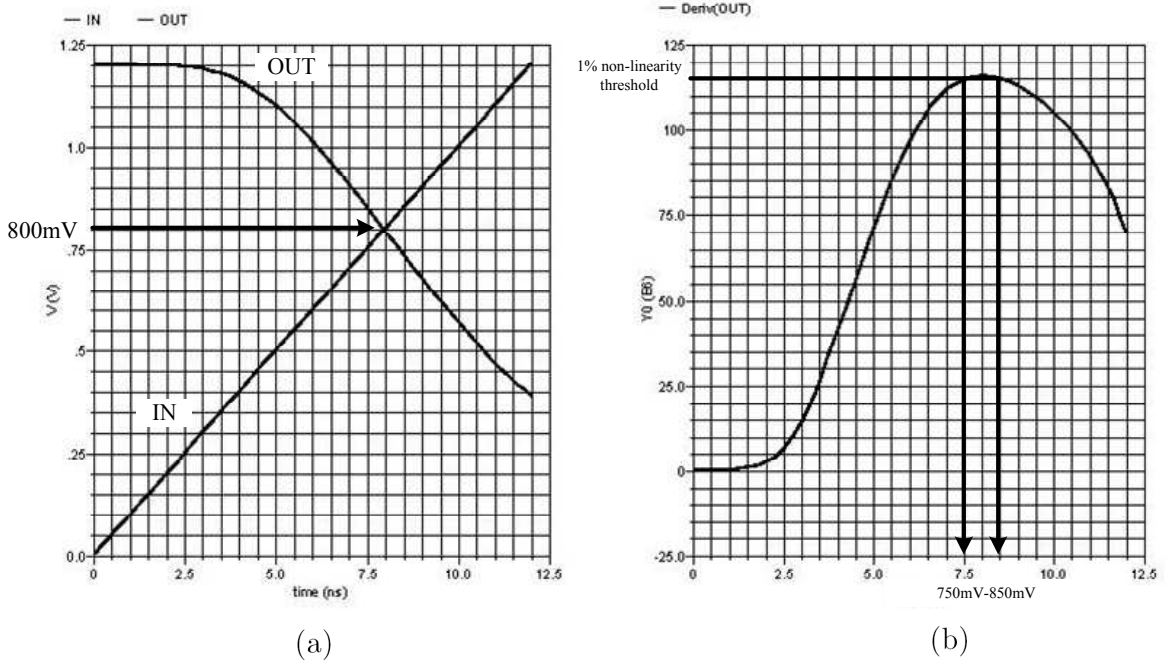 IN OUT
1.25
1.0
.75
.5
.25
0.0
V(V)
800mV
OUT
IN
0 2.5 5.0 7.5 10.0 12.5
time (ns)
(a)
Deriv(OUT)
125
100
75.0
50.0
25.0
0
-25.0
Y0 (E6)
1% non-linearity
threshold
0 2.5 5.0 7.5 10.0 12.5
750mV-850mV
(b)